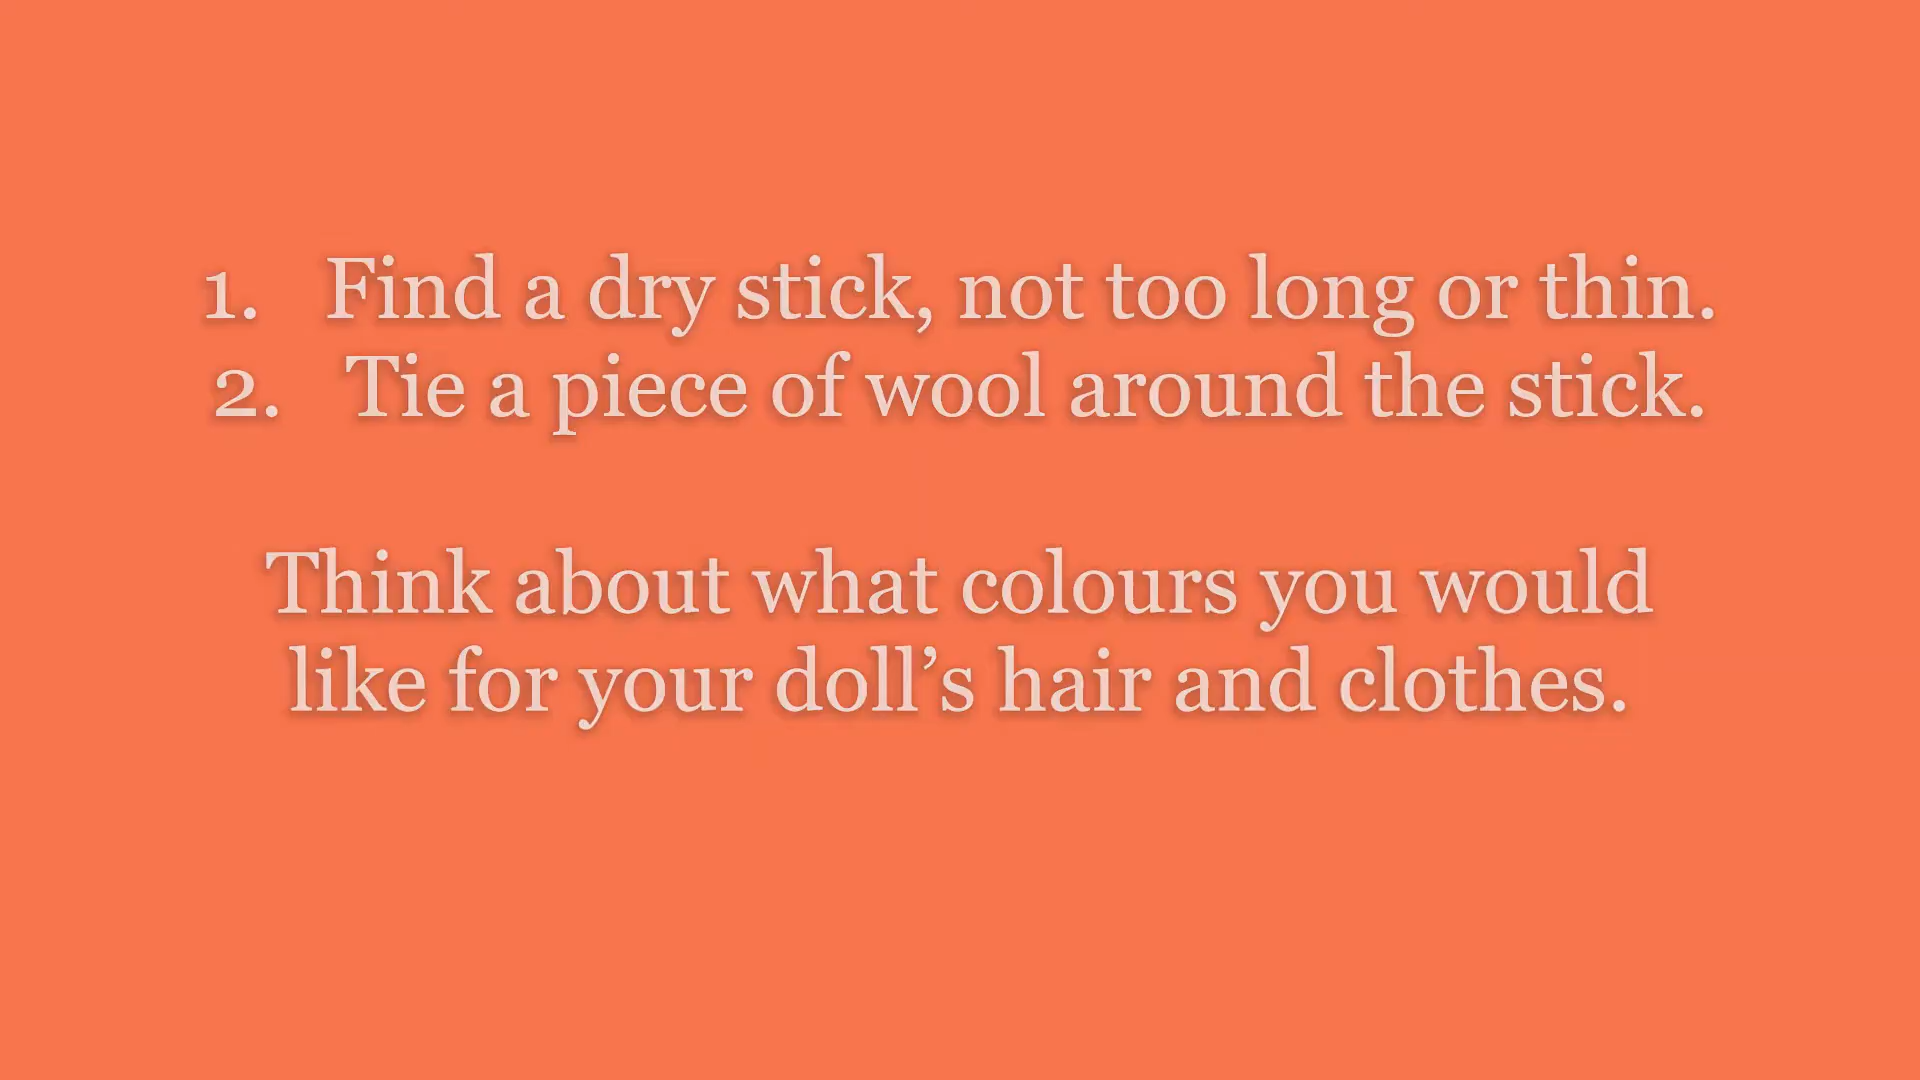 1. Find a dry stick, not too long or thin.
2. Tie a piece of wool around the stick.
Think about what colours you would
like for your doll’s hair and clothes.